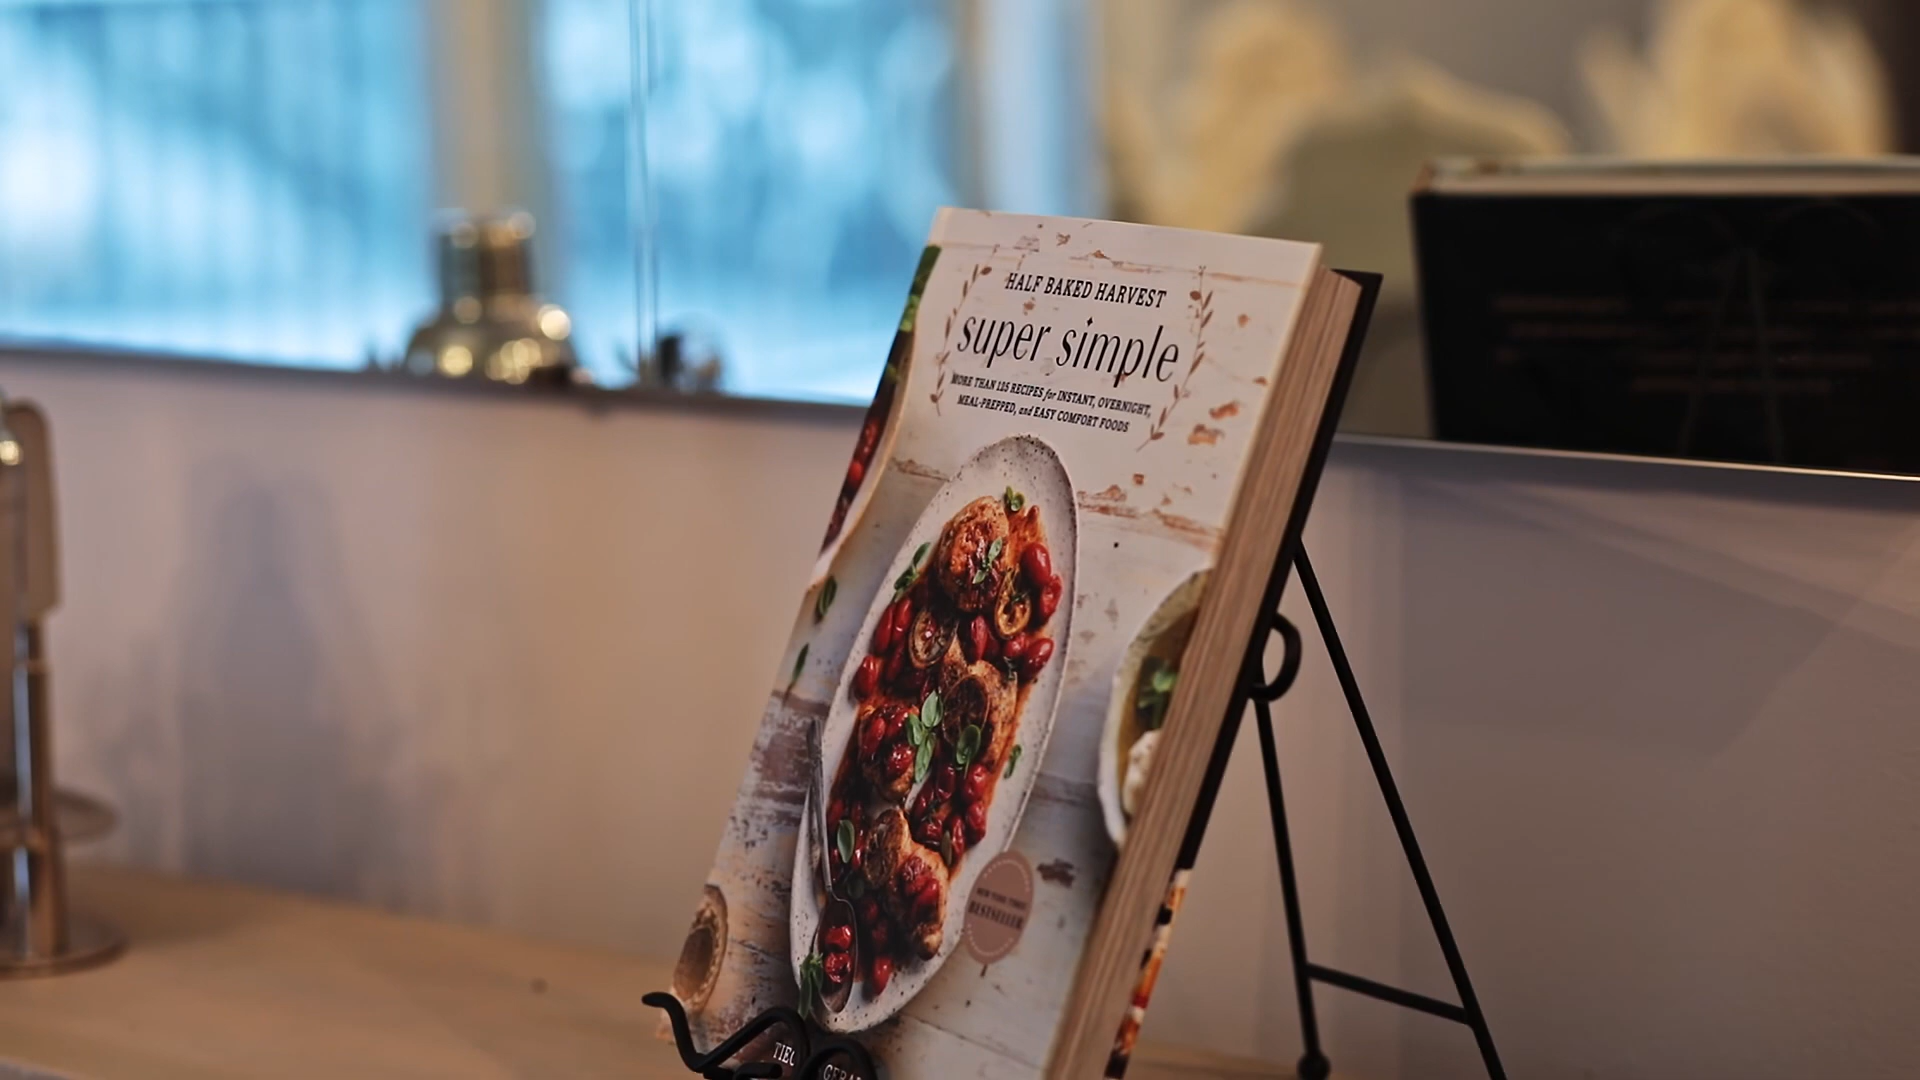 HALF BAKED HARVEST
super simple
MORE THAN 125 RECIPES for INSTANT, OVERNIGHT,
MEAL-PREPPED, and EASY COMFORT FOODS
NEW YORK TIMES
BESTSELLER